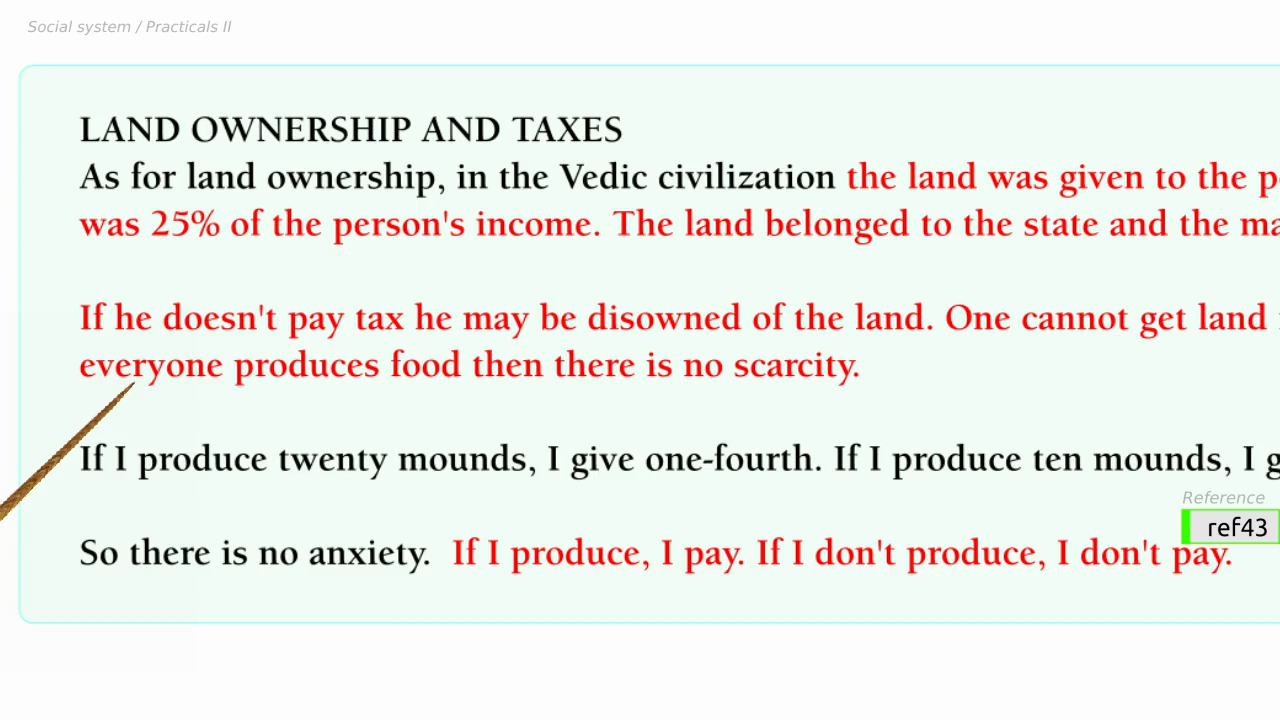 Social system / Practicals II
LAND OWNERSHIP AND TAXES
As for land ownership, in the Vedic civilization the land was given to the
was 25% of the person's income. The land belonged to the state and the
If he doesn't pay tax he may be disowned of the land. One cannot get land
everyone produces food then there is no scarcity.
If I produce twenty mounds, I give one-fourth. If I produce ten mounds, I
Reference
ref43
So there is no anxiety. If I produce, I pay. If I don't produce, I don't pay.